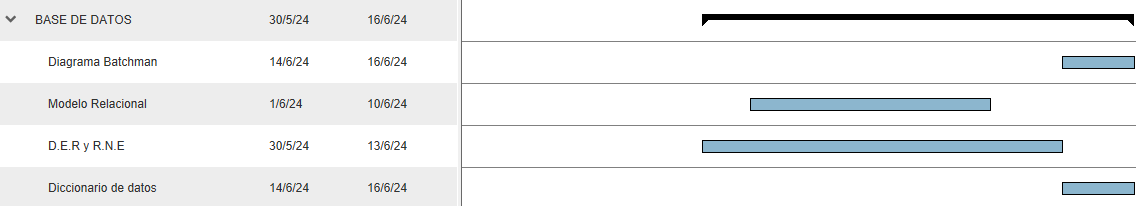 BASE DE DATOS 30/5/24 16/6/24
Diagrama Batchman 14/6/24 16/6/24
Modelo Relacional 1/6/24 10/6/24
D.E.R y R.N.E 30/5/24 13/6/24
Diccionario de datos 14/6/24 16/6/24